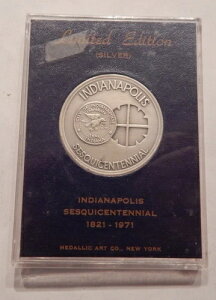 Limited Edition
(SILVER)
INDIANAPOLIS
SESQUICENTENNIAL
INDIANAPOLIS
SESQUICENTENNIAL
1821 - 1971
MEDALLIC ART CO., NEW YORK